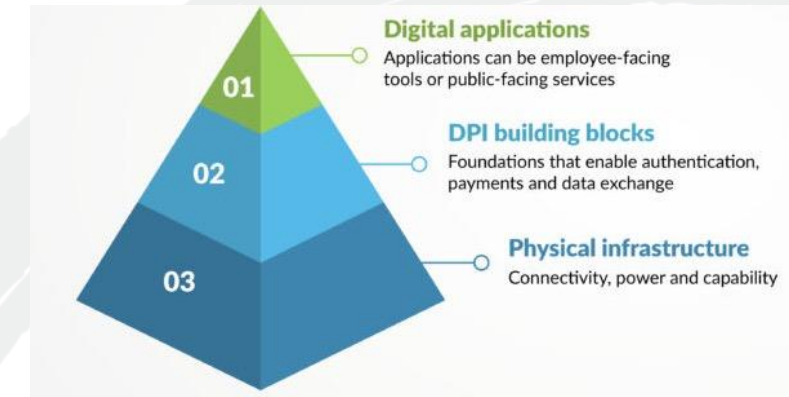 Digital applications
Applications can be employee-facing
tools or public-facing services
01
DPI building blocks
Foundations that enable authentication,
payments and data exchange
02
Physical infrastructure
Connectivity, power and capability
03